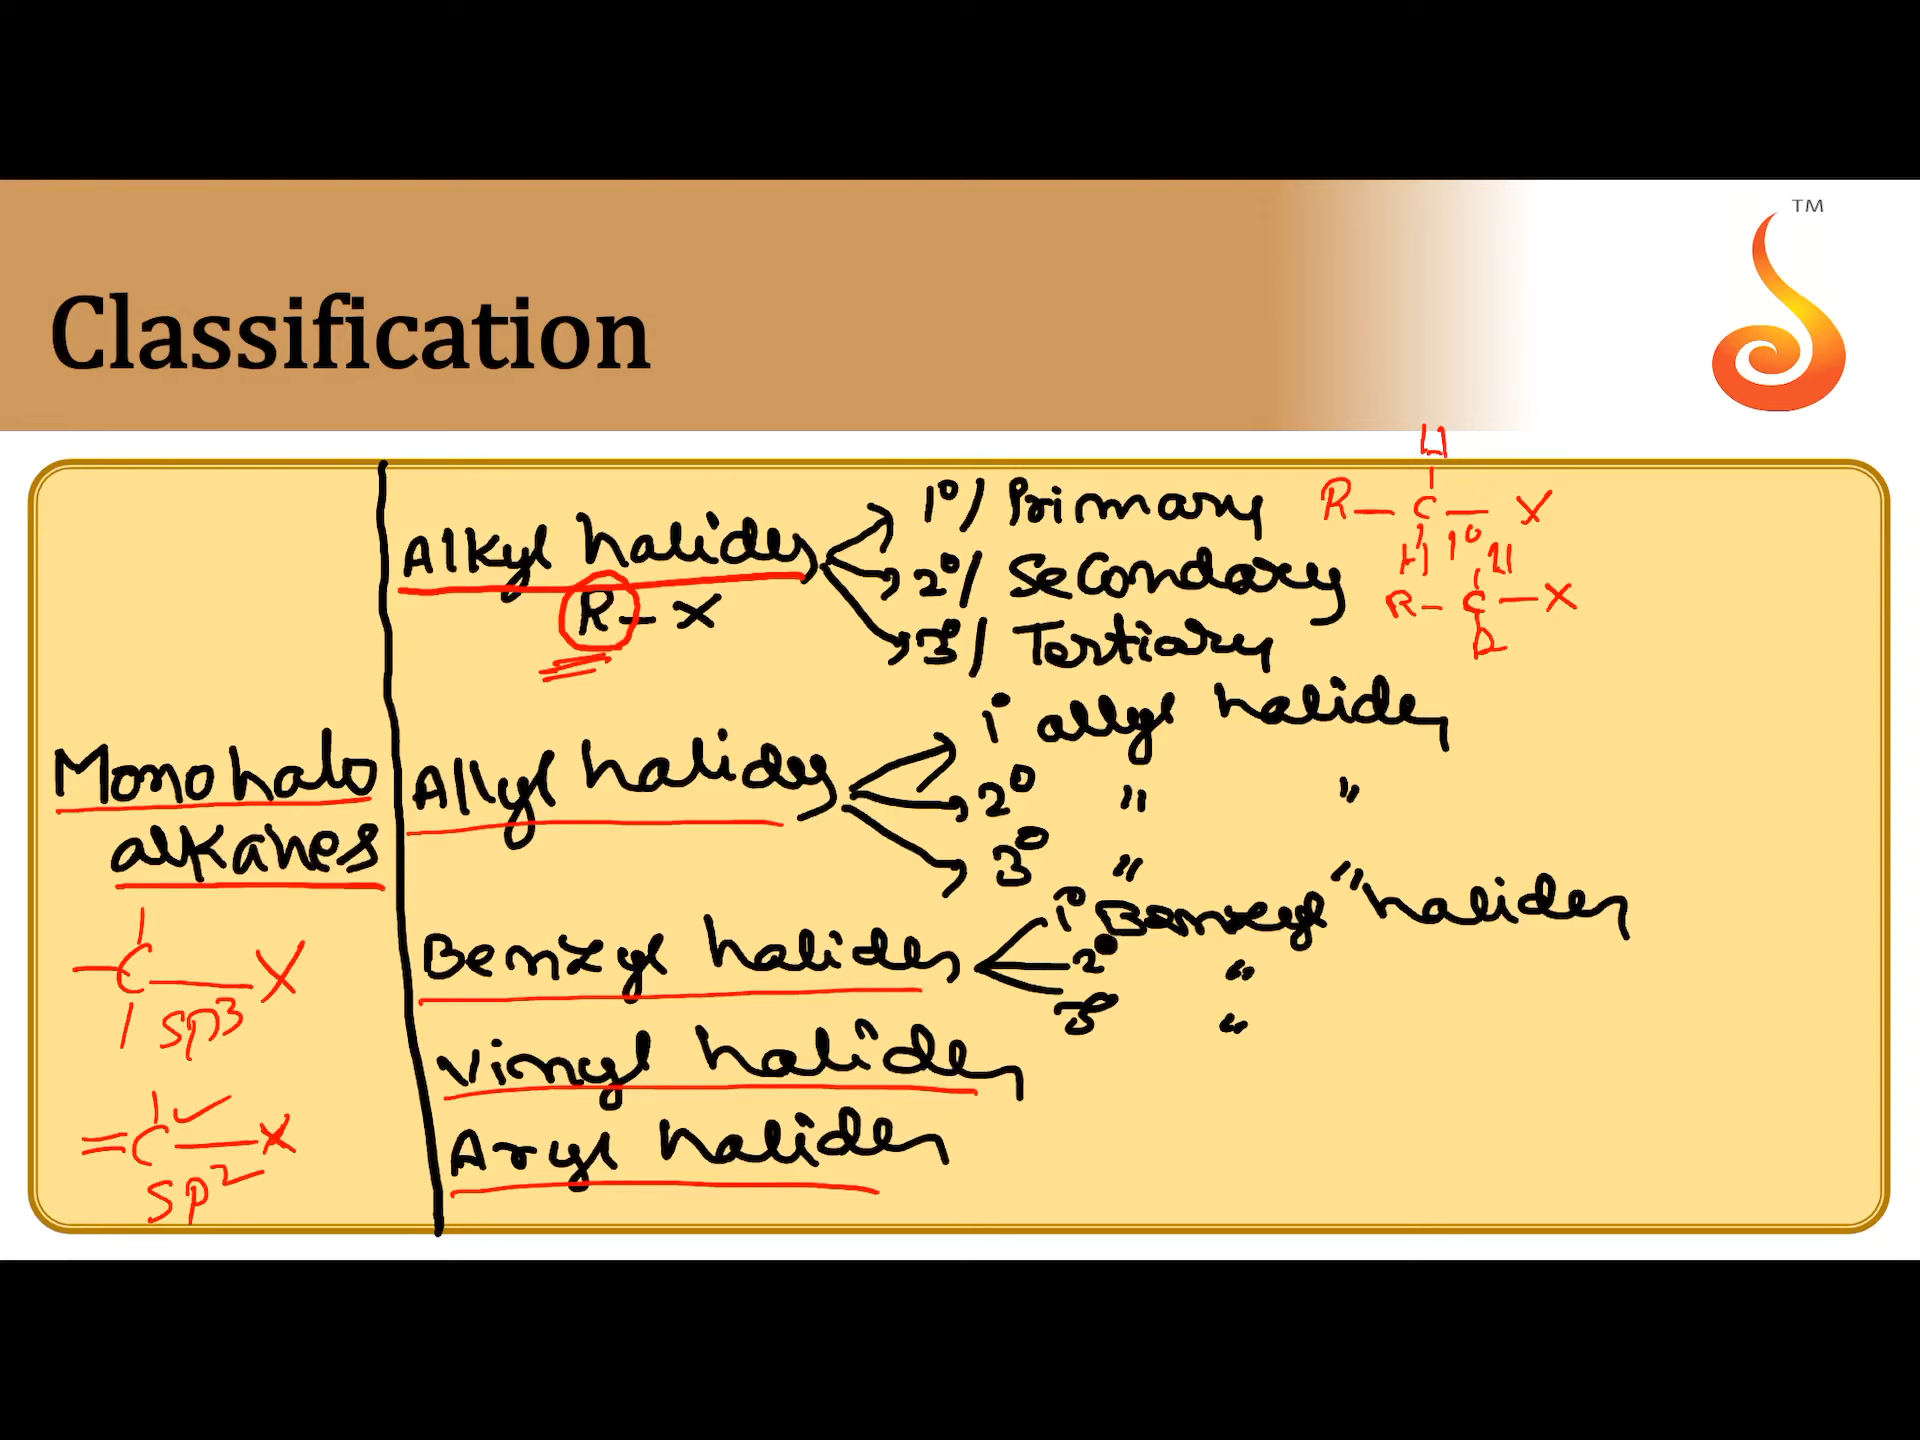 TM
Classification
H
Alkyl halides
1°/ Primary
R — C — X
H 1°
2°/ Secondary
H
R — C — X
R
R — X
3°/ Tertiary
Monohalo
alkanes
Allyl halides
1° allyl halides
2° " "
3° " "
Benzyl halides
1° Benzyl halides
2° "
3° "
— C — X
sp3
Vinyl halides
= C — X
sp2
Aryl halides